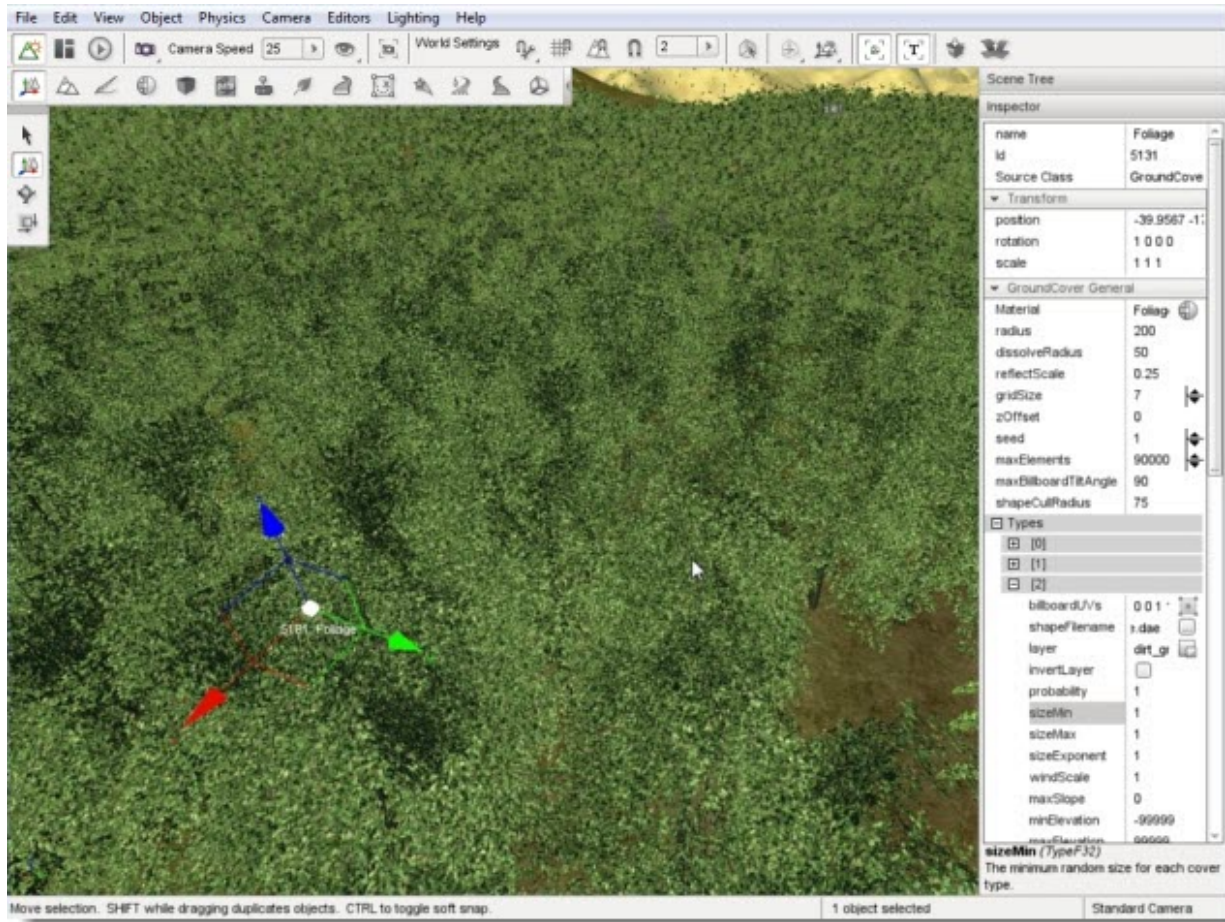 File Edit View Object Physics Camera Editors Lighting Help
Camera Speed 25 World Settings 2
Scene Tree
Inspector
name Foliage
id 5131
Source Class GroundCove
Transform
position -39.9567 -1
rotation 1 0 0 0
scale 1 1 1
GroundCover General
Material Foliag
radius 200
dissolveRadius 50
reflectScale 0.25
gridSize 7
zOffset 0
seed 1
maxElements 90000
maxBillboardTiltAngle 90
shapeCullRadius 75
Types
[0]
[1]
[2]
billboardUVs 0 0 1
shapeFilename .dae
layer dirt_gr
invertLayer
probability 1
sizeMin 1
sizeMax 1
sizeExponent 1
windScale 1
maxSlope 0
minElevation -99999
maxElevation 99999
5131 Foliage
sizeMin (TypeF32)
The minimum random size for each cover
type.
Move selection. SHIFT while dragging duplicates objects. CTRL to toggle soft snap. 1 object selected Standard Camera